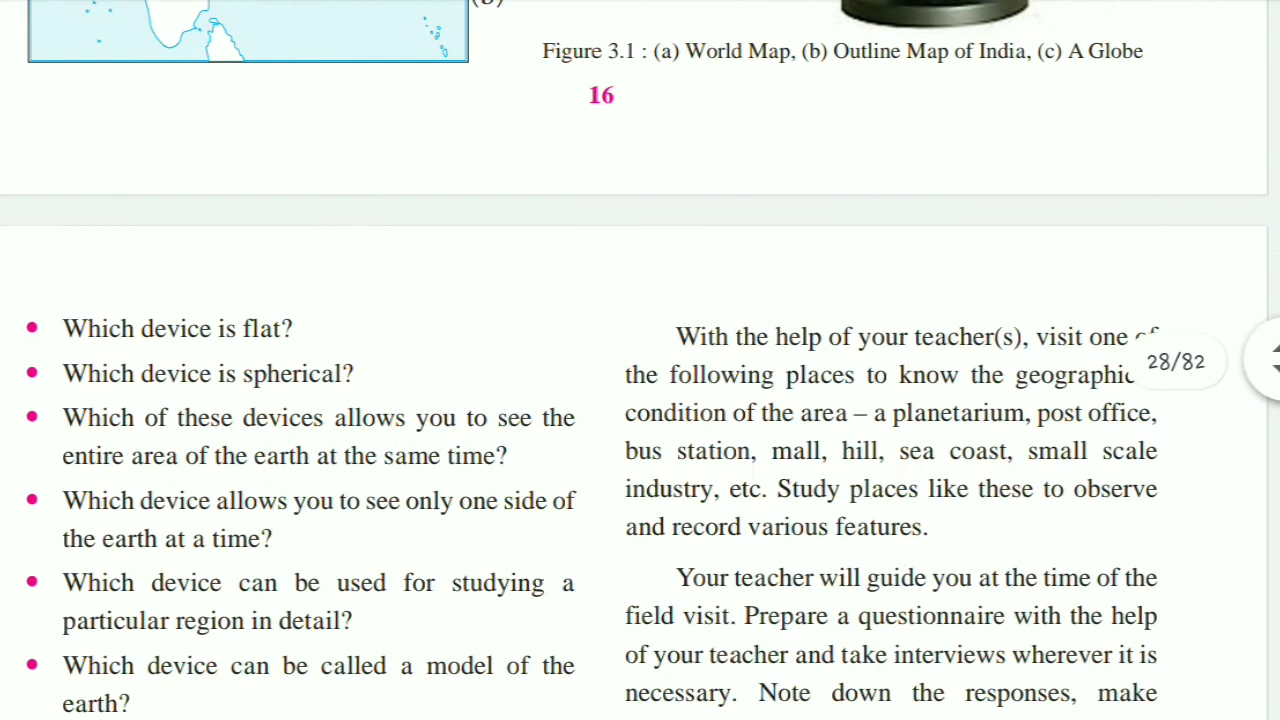 (b)
Figure 3.1 : (a) World Map, (b) Outline Map of India, (c) A Globe
16
• Which device is flat?
• Which device is spherical?
• Which of these devices allows you to see the
entire area of the earth at the same time?
• Which device allows you to see only one side of
the earth at a time?
• Which device can be used for studying a
particular region in detail?
• Which device can be called a model of the
earth?
With the help of your teacher(s), visit one of
the following places to know the geographic
condition of the area – a planetarium, post office,
bus station, mall, hill, sea coast, small scale
industry, etc. Study places like these to observe
and record various features.
Your teacher will guide you at the time of the
field visit. Prepare a questionnaire with the help
of your teacher and take interviews wherever it is
necessary. Note down the responses, make
28/82